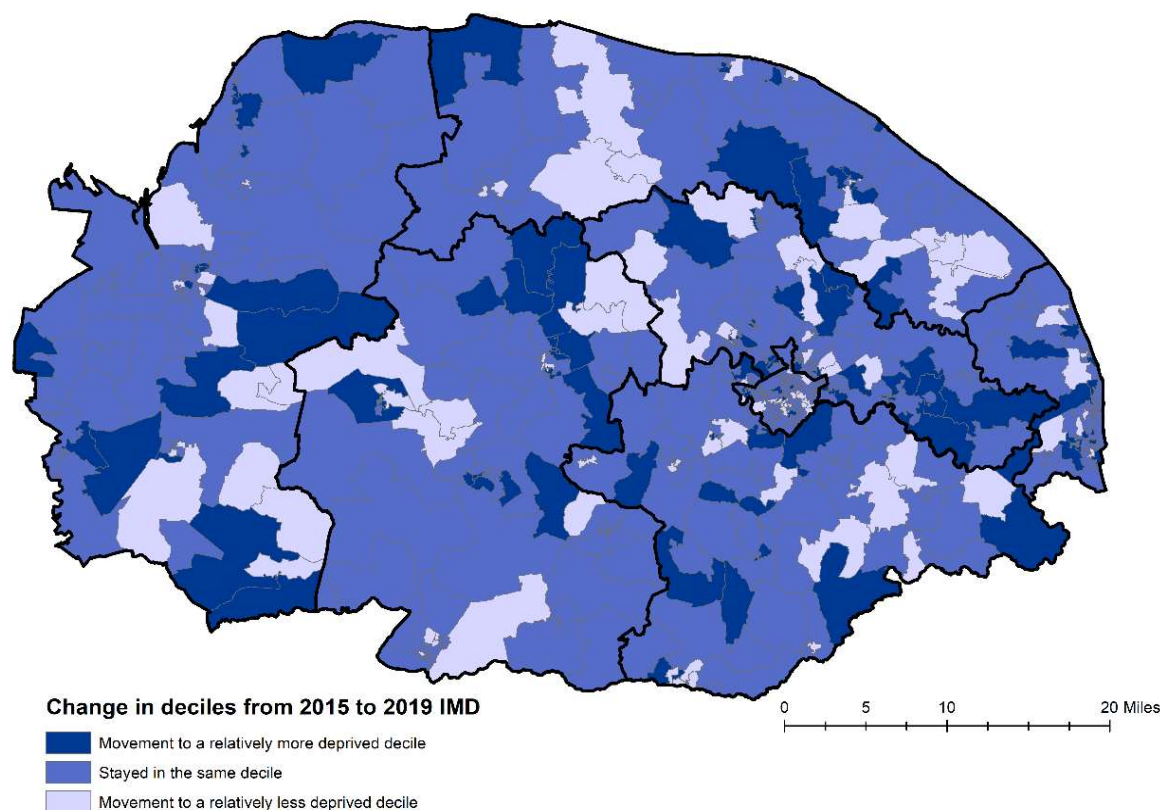 Change in deciles from 2015 to 2019 IMD
Movement to a relatively more deprived decile
Stayed in the same decile
Movement to a relatively less deprived decile
0 5 10 20 Miles